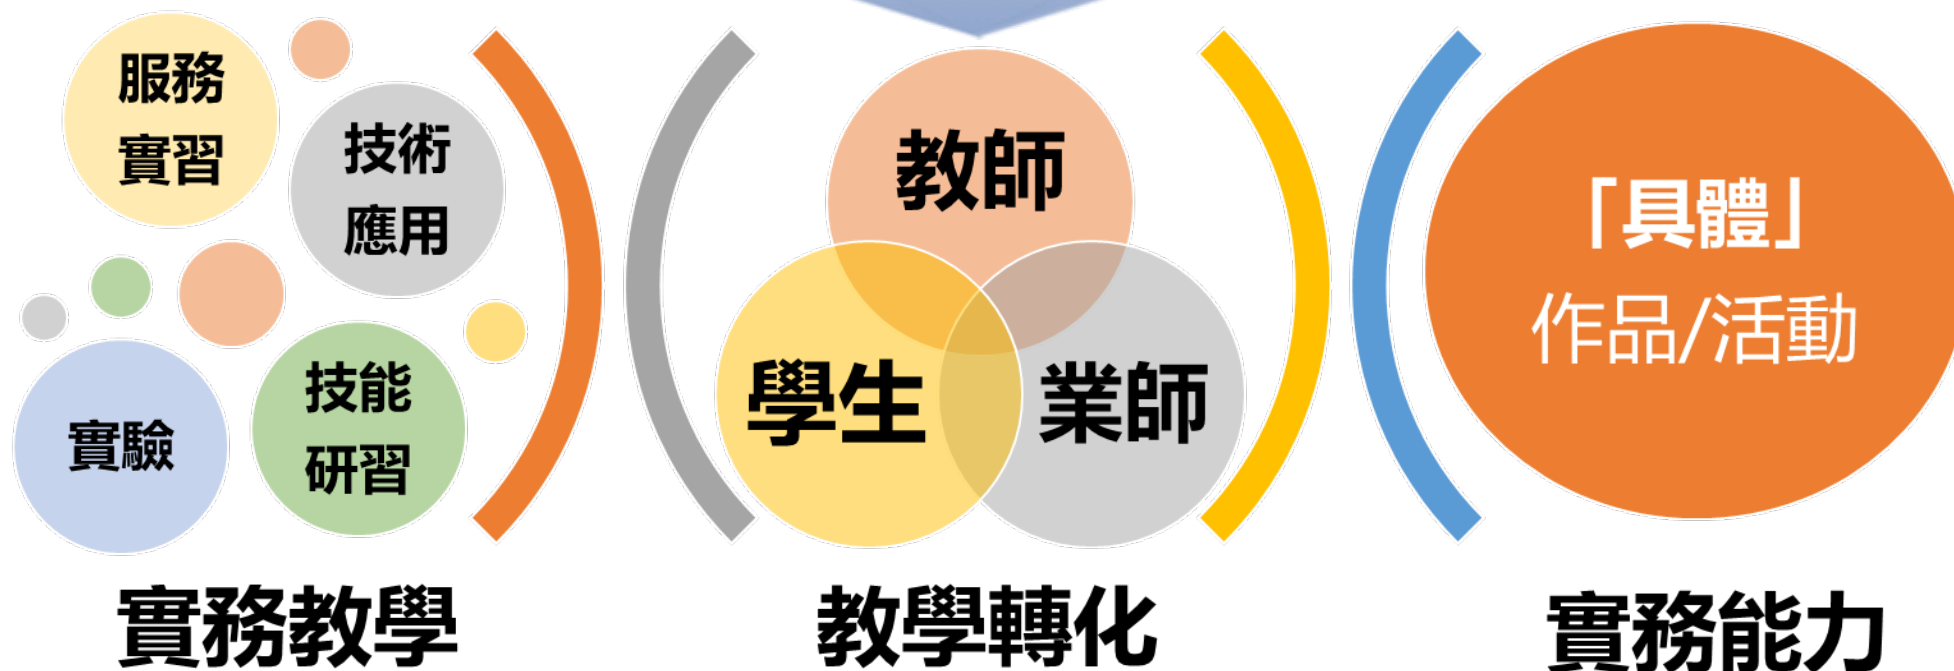 服務
實習
技術
應用
實驗
技能
研習
實務教學
教師
學生
業師
教學轉化
「具體」
作品/活動
實務能力